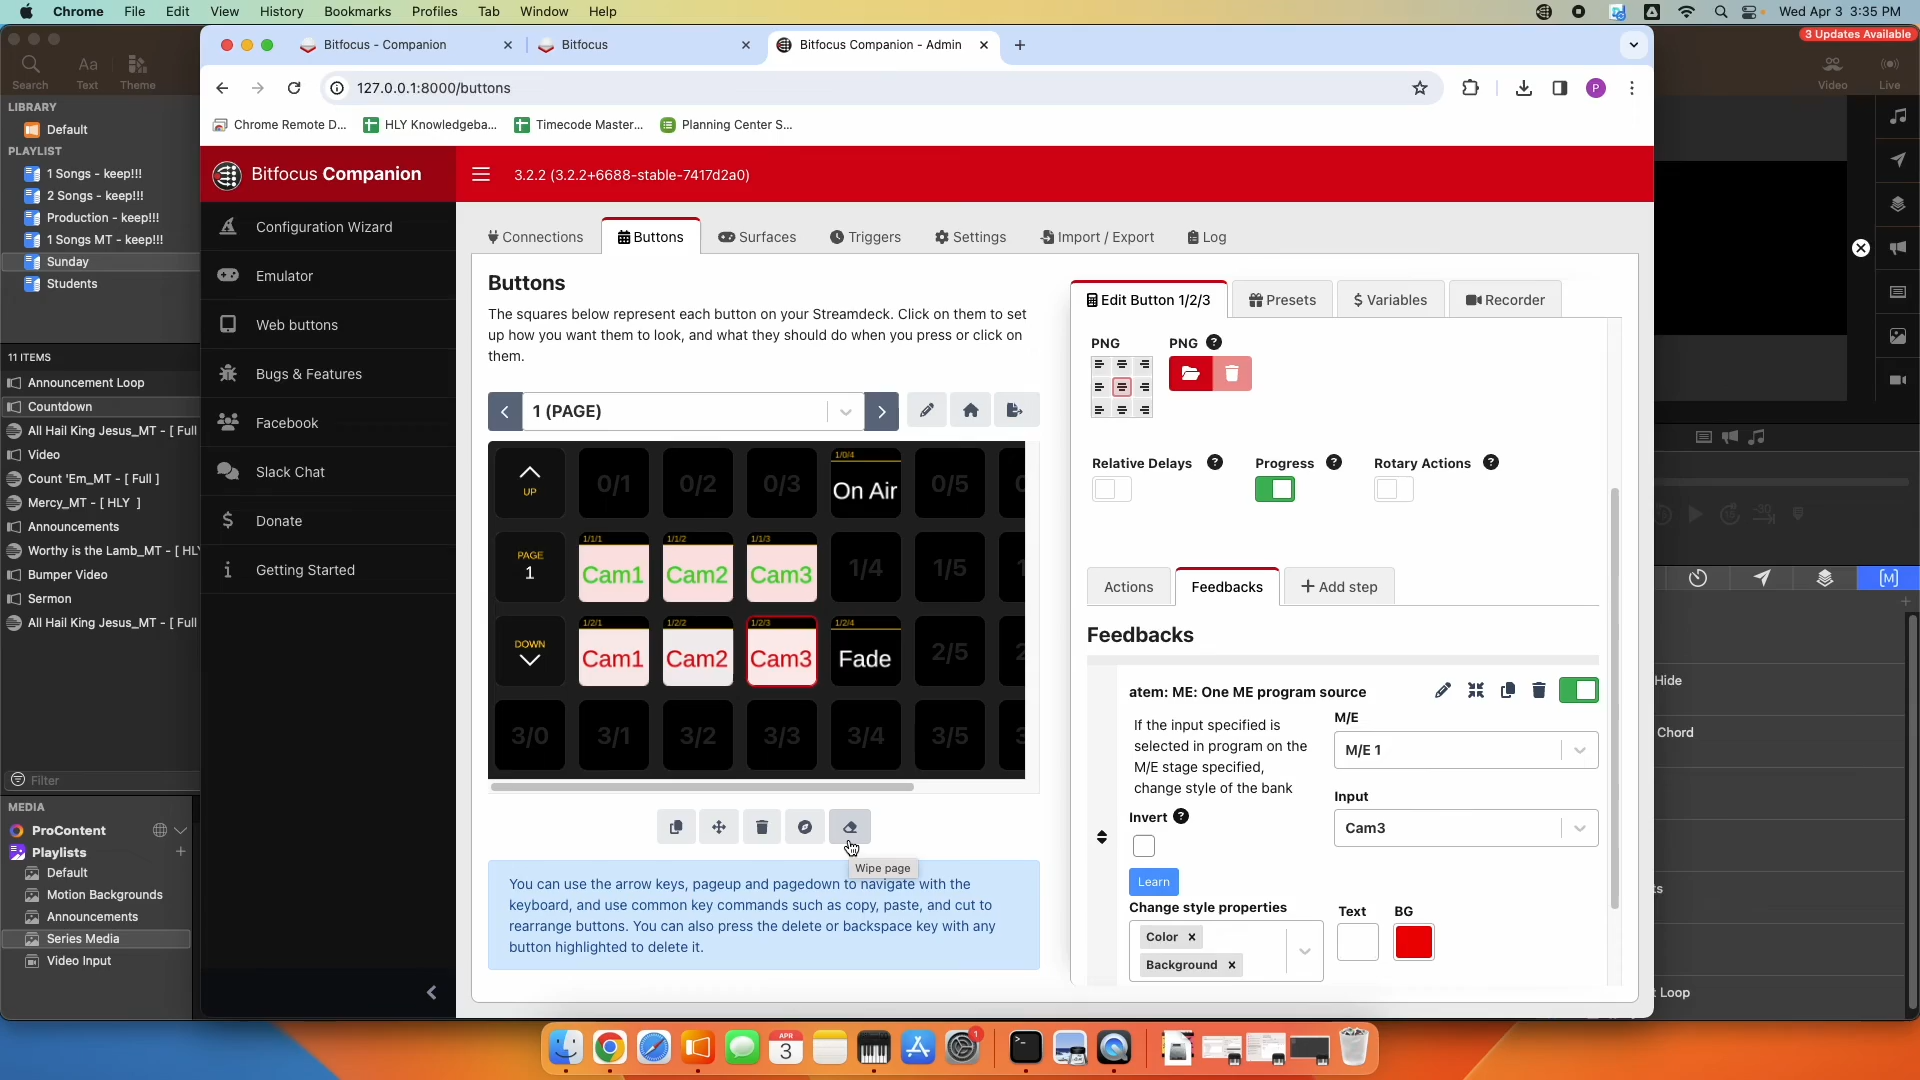 Chrome File Edit View History Bookmarks Profiles Tab Window Help
Wed Apr 3 3:35 PM
3 Updates Available
Search Text Theme
Video Live
Bitfocus - Companion
Bitfocus
Bitfocus Companion - Admin
127.0.0.1:8000/buttons
P
Chrome Remote D...
HLY Knowledgeba...
Timecode Master...
Planning Center S...
LIBRARY
Default
PLAYLIST
1 Songs - keep!!!
2 Songs - keep!!!
Production - keep!!!
1 Songs MT - keep!!!
Sunday
Students
11 ITEMS
Announcement Loop
Countdown
All Hail King Jesus_MT - [ Full
Video
Count 'Em_MT - [ Full ]
Mercy_MT - [ HLY ]
Announcements
Worthy is the Lamb_MT - [ HLY
Bumper Video
Sermon
All Hail King Jesus_MT - [ Full
Filter
MEDIA
ProContent
Playlists
Default
Motion Backgrounds
Announcements
Series Media
Video Input
Bitfocus Companion
Configuration Wizard
Emulator
Web buttons
Bugs & Features
Facebook
Slack Chat
Donate
Getting Started
3.2.2 (3.2.2+6688-stable-7417d2a0)
Connections Buttons Surfaces Triggers Settings Import / Export Log
Buttons
The squares below represent each button on your Streamdeck. Click on them to set
up how you want them to look, and what they should do when you press or click on
them.
1 (PAGE)
UP 0/1 0/2 0/3 1/0/4 On Air 0/5
PAGE 1 1/1/1 Cam1 1/1/2 Cam2 1/1/3 Cam3 1/4 1/5
DOWN 1/2/1 Cam1 1/2/2 Cam2 1/2/3 Cam3 1/2/4 Fade 2/5
3/0 3/1 3/2 3/3 3/4 3/5
Wipe page
You can use the arrow keys, pageup and pagedown to navigate with the
keyboard, and use common key commands such as copy, paste, and cut to
rearrange buttons. You can also press the delete or backspace key with any
button highlighted to delete it.
Edit Button 1/2/3 Presets Variables Recorder
PNG PNG
Relative Delays Progress Rotary Actions
Actions Feedbacks Add step
Feedbacks
atem: ME: One ME program source
If the input specified is
selected in program on the
M/E stage specified,
change style of the bank
M/E
M/E 1
Input
Cam3
Invert
Learn
Change style properties
Color
Background
Text BG
Hide
Chord
ts
t Loop
[M]
APR
3
1